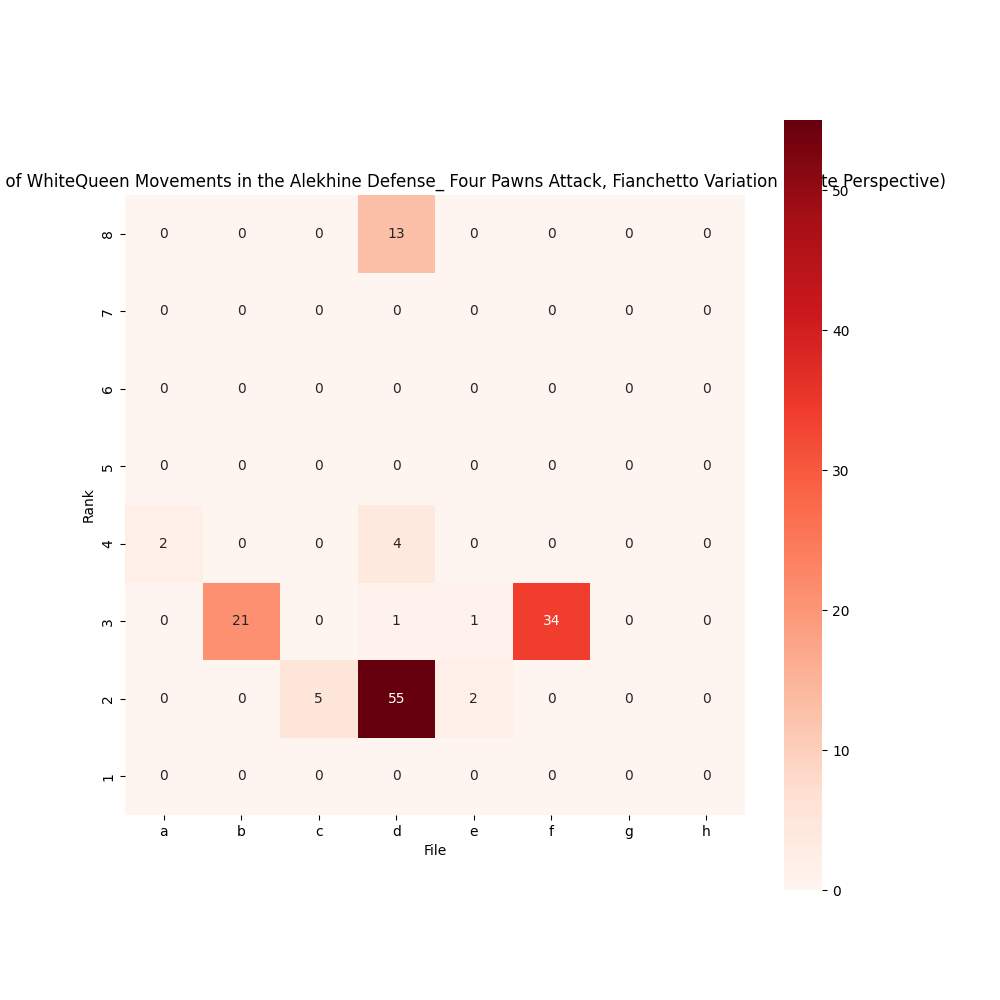 of WhiteQueen Movements in the Alekhine Defense_ Four Pawns Attack, Fianchetto Variation te Perspective)
50
8 0 0 0 13 0 0 0 0
7 0 0 0 0 0 0 0 0
40
6 0 0 0 0 0 0 0 0
5 0 0 0 0 0 0 0 0
30
Rank
4 2 0 0 4 0 0 0 0
20
3 0 21 0 1 1 34 0 0
2 0 0 5 55 2 0 0 0
10
1 0 0 0 0 0 0 0 0
a b c d e f g h
File
0